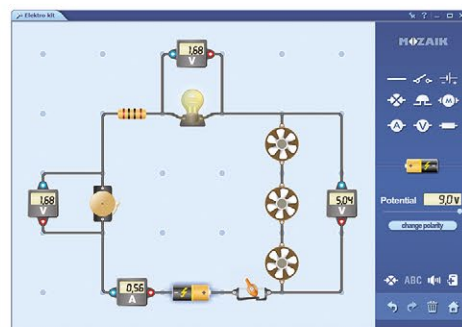 Elektro kit
MOZAIK
1.68
V
1.68
V
5.04
V
A
V
M
Potential 9.0 V
change polarity
0.56
A
ABC